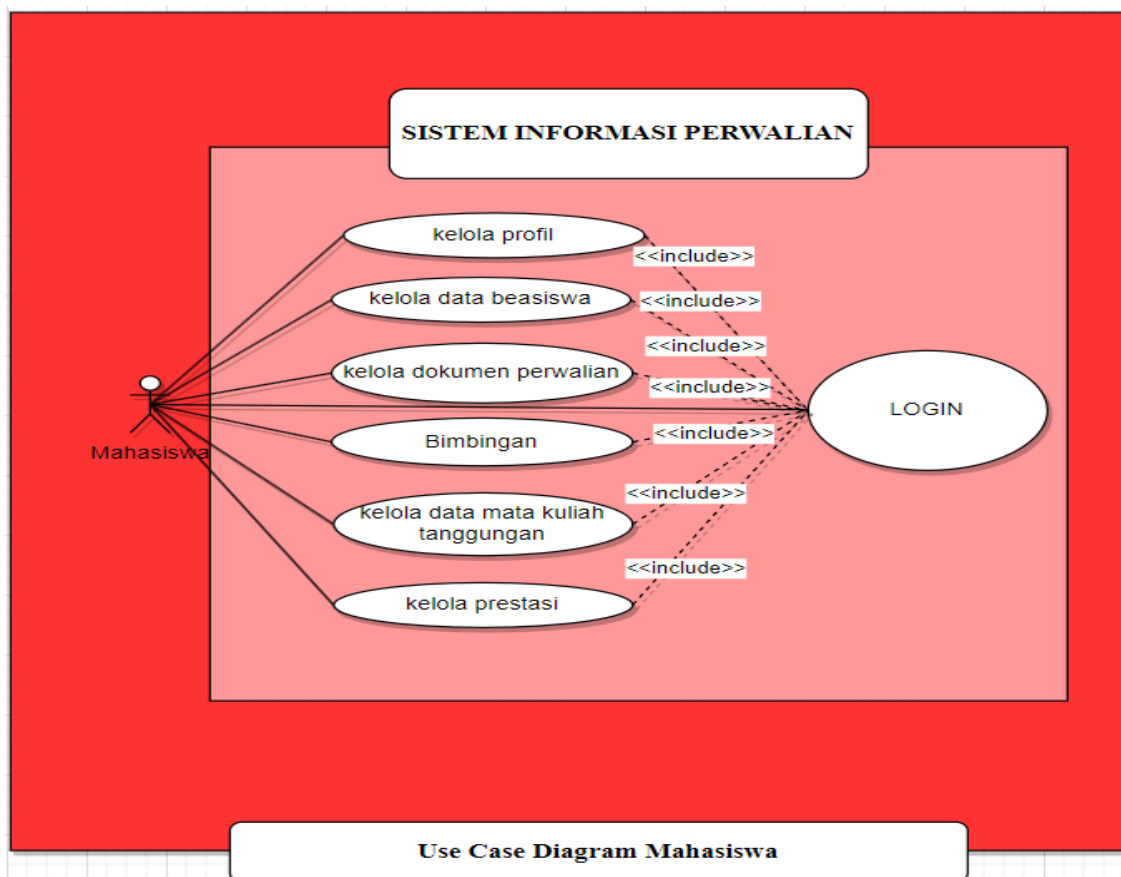 SISTEM INFORMASI PERWALIAN
kelola profil
<<include>>
kelola data beasiswa
<<include>>
<<include>>
kelola dokumen perwalian
<<include>>
LOGIN
Bimbingan
<<include>>
Mahasiswa
<<include>>
kelola data mata kuliah
tanggungan
<<include>>
kelola prestasi
Use Case Diagram Mahasiswa